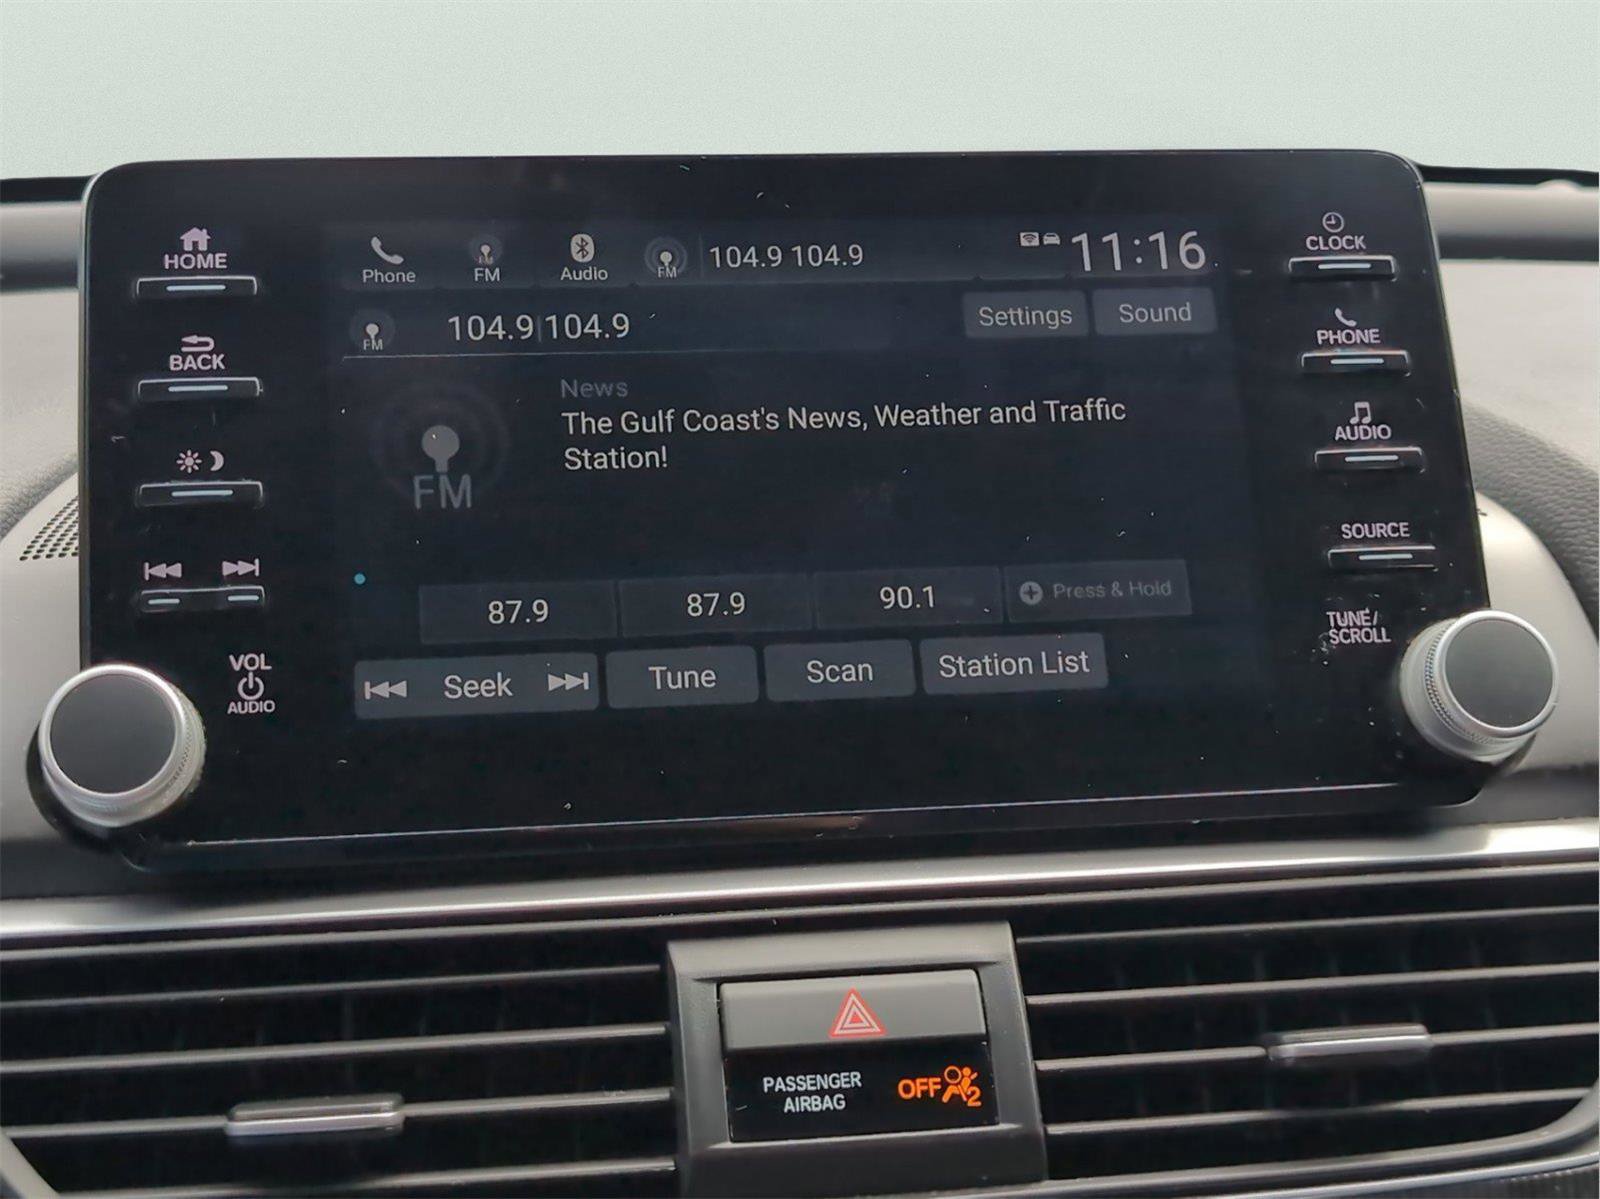 HOME
Phone
FM
Audio
FM
104.9 104.9
11:16
CLOCK
FM
104.9 104.9
Settings
Sound
BACK
PHONE
News
The Gulf Coast's News, Weather and Traffic
Station!
FM
AUDIO
SOURCE
87.9
87.9
90.1
Press & Hold
TUNE/
SCROLL
Seek
Tune
Scan
Station List
VOL
AUDIO
PASSENGER
AIRBAG
OFF
2